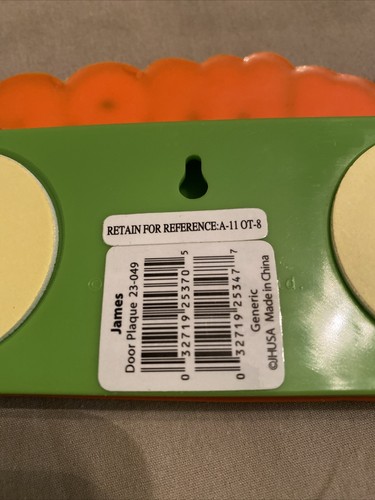 RETAIN FOR REFERENCE:A-11 OT-8
James
Door Plaque 23-049
0 32719 25370 5
0 32719 25347 7
Generic
©JHUSA Made in China